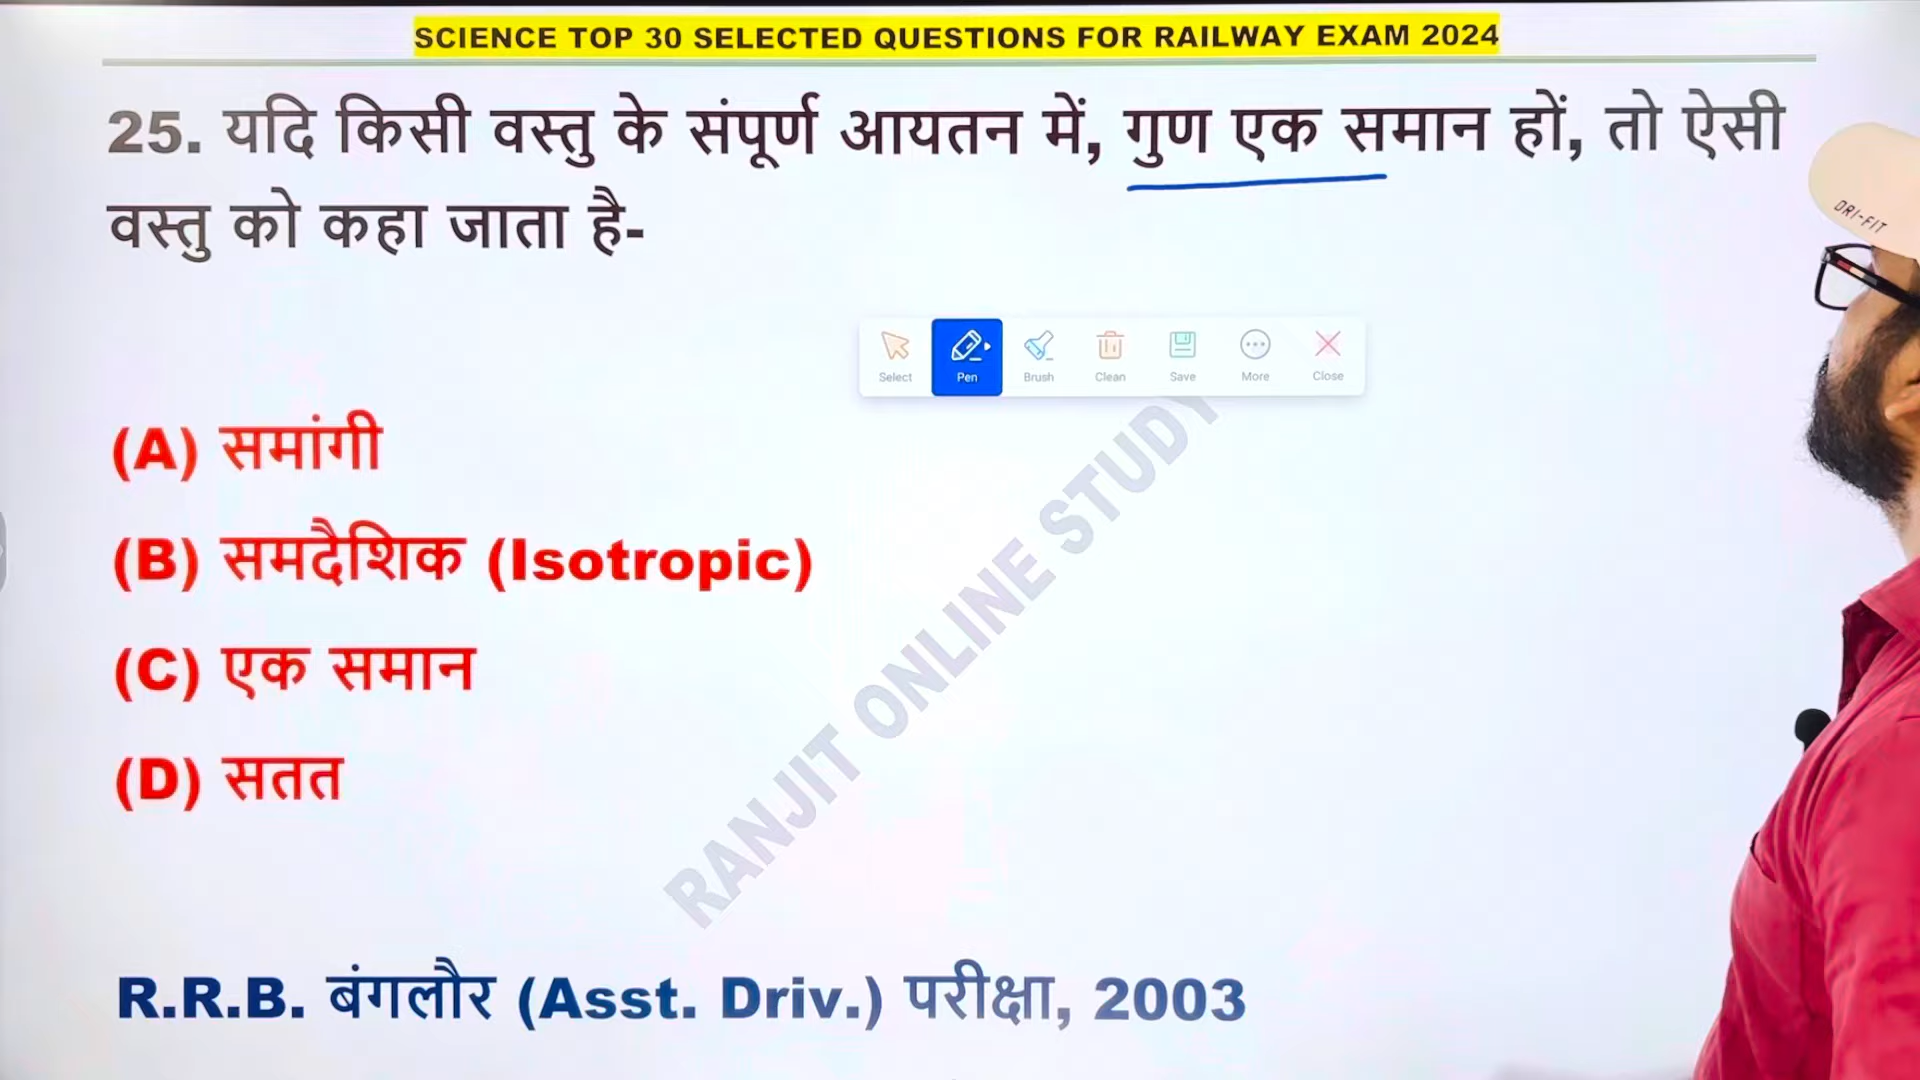 SCIENCE TOP 30 SELECTED QUESTIONS FOR RAILWAY EXAM 2024
25. यदि किसी वस्तु के संपूर्ण आयतन में, गुण एक समान हों, तो ऐसी
वस्तु को कहा जाता है-
DRI-FIT
Select Pen Brush Clean Save More Close
(A) समांगी
(B) समदैशिक (Isotropic)
(C) एक समान
(D) सतत
RANJIT ONLINE STUDY
R.R.B. बंगलौर (Asst. Driv.) परीक्षा, 2003